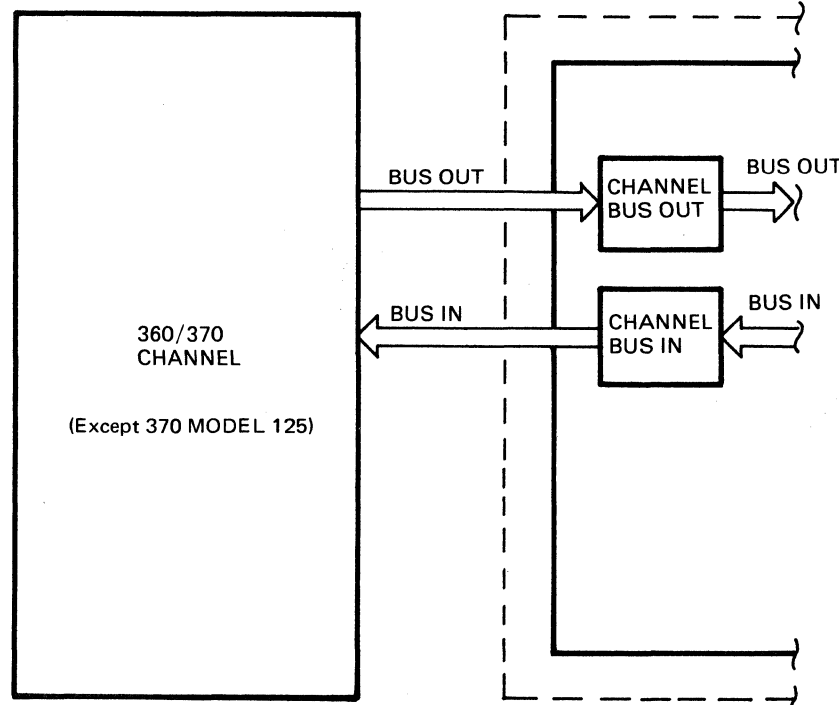 BUS OUT
CHANNEL
BUS OUT
BUS OUT
BUS IN
CHANNEL
BUS IN
BUS IN
360/370
CHANNEL
(Except 370 MODEL 125)